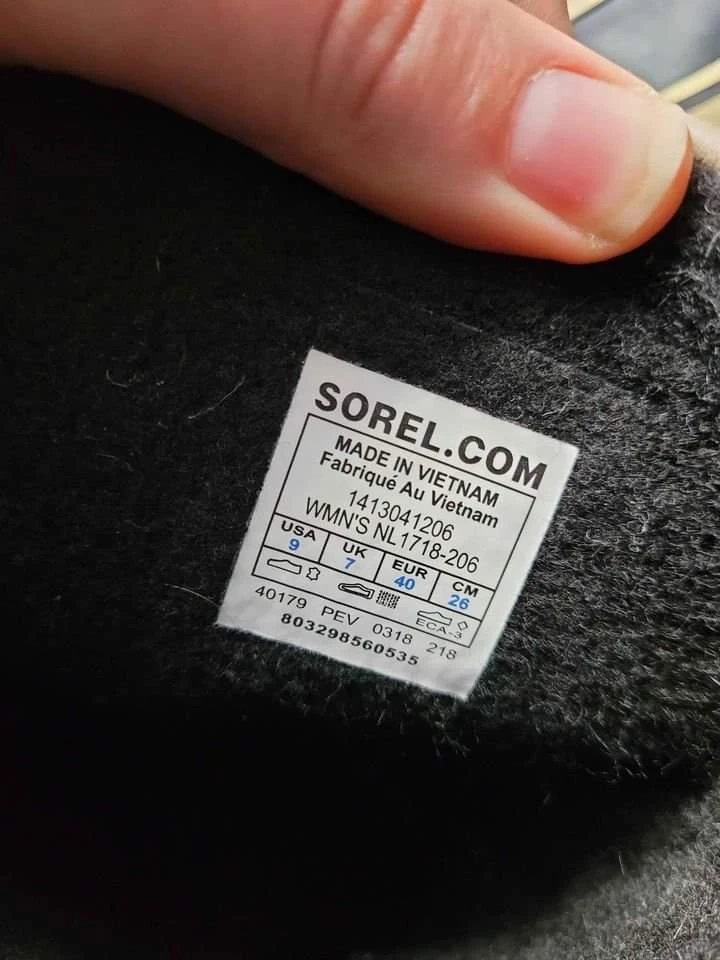 SOREL.COM
MADE IN VIETNAM
Fabriqué Au Vietnam
1413041206
WMN'S NL1718-206
USA UK EUR CM
9 7 40 26
ECA-3
40179 PEV 0318 218
803298560535